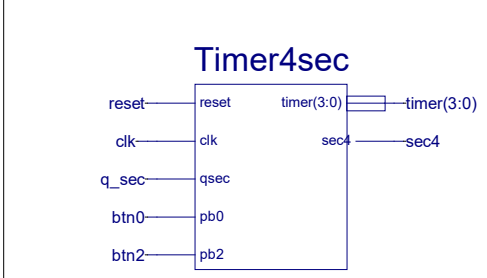 Timer4sec
reset reset timer(3:0) timer(3:0)
clk clk sec4 sec4
q_sec qsec
btn0 pb0
btn2 pb2